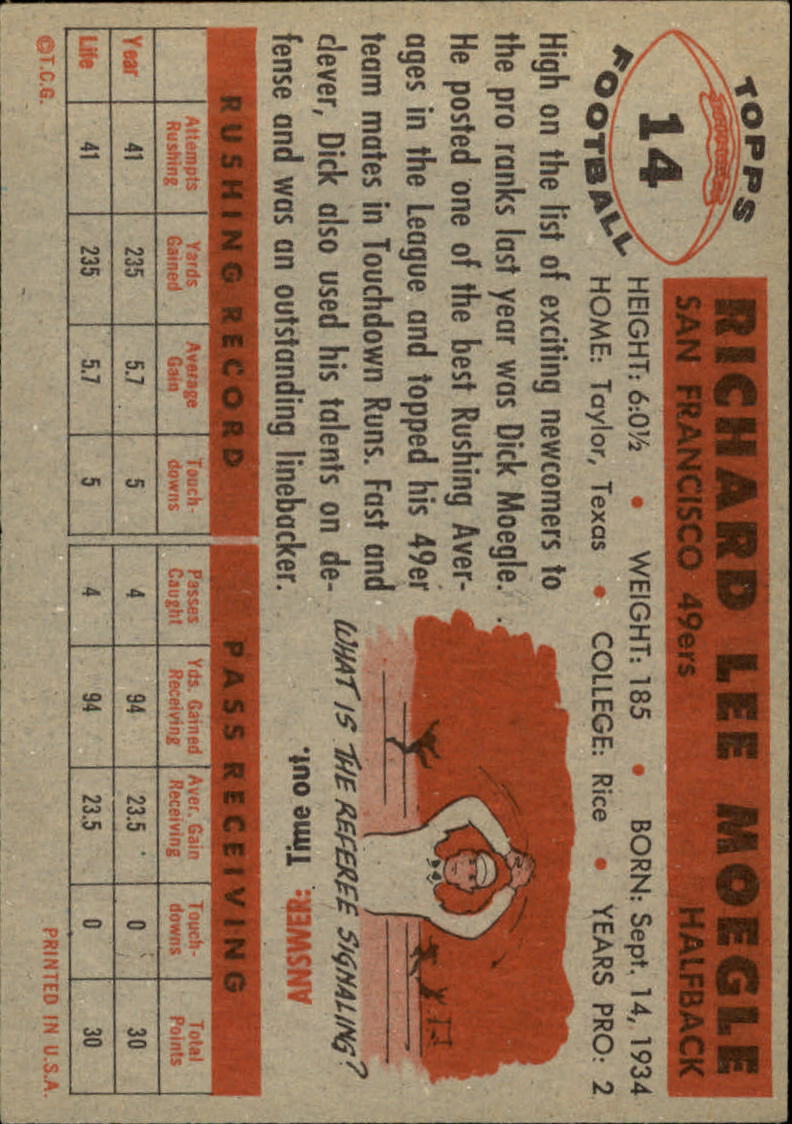 TOPPS
14
FOOTBALL
RICHARD LEE MOEGLE
SAN FRANCISCO 49ers HALFBACK
HEIGHT: 6:0½ • WEIGHT: 185 • BORN: Sept. 14, 1934
HOME: Taylor, Texas • COLLEGE: Rice • YEARS PRO: 2
High on the list of exciting newcomers to
the pro ranks last year was Dick Moegle.
He posted one of the best Rushing Aver-
ages in the League and topped his 49er
team mates in Touchdown Runs. Fast and
clever, Dick also used his talents on de-
fense and was an outstanding linebacker.
WHAT IS THE REFEREE SIGNALING?
ANSWER: Time out.
RUSHING RECORD
Attempts Rushing Yards Gained Average Gain Touch-downs
Year 41 235 5.7 5
Life 41 235 5.7 5
PASS RECEIVING
Passes Caught Yds. Gained Receiving Aver. Gain Receiving Touch-downs Total Points
4 94 23.5 0 30
4 94 23.5 0 30
©T.C.G.
PRINTED IN U.S.A.